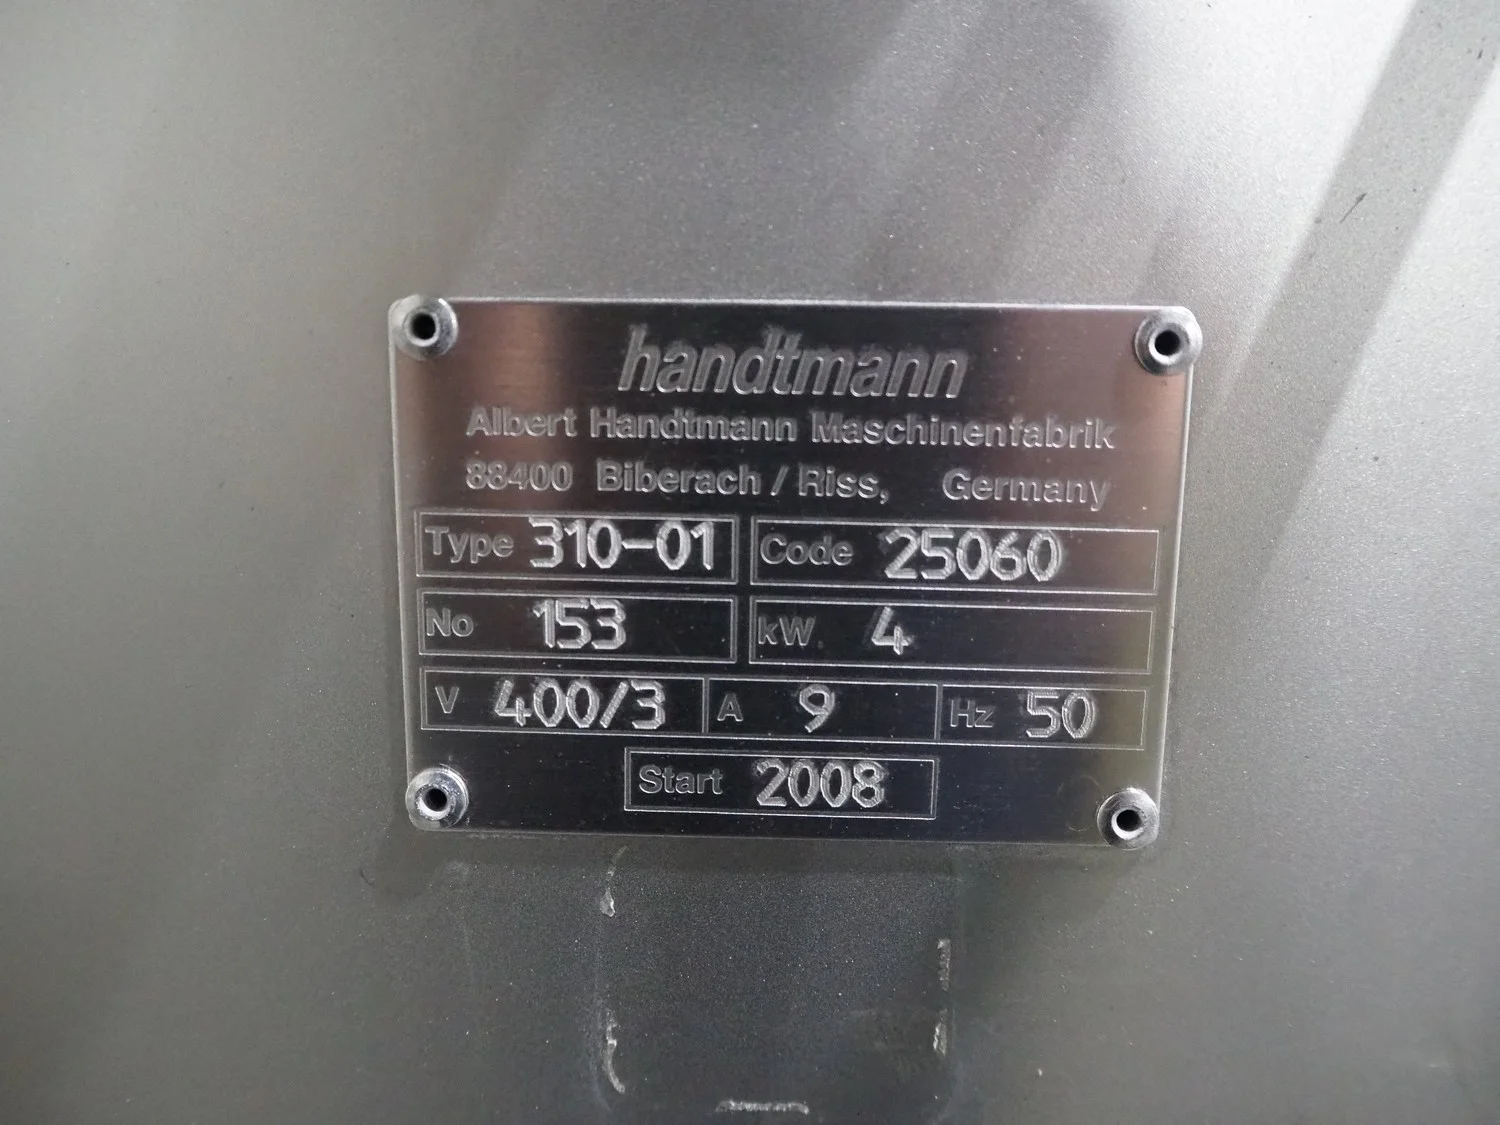 handtmann
Albert Handtmann Maschinenfabrik
88400 Biberach / Riss, Germany
Type 310-01 Code 25060
No 153 kW 4
V 400/3 A 9 Hz 50
Start 2008